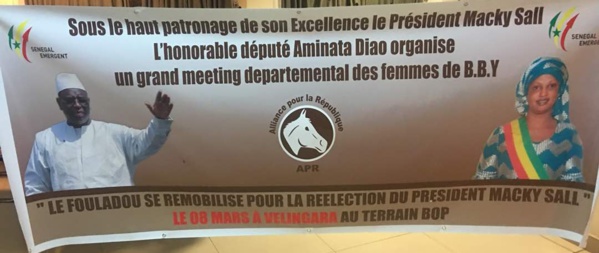 Sous le haut patronage de son Excellence le Président Macky Sall
L'honorable député Aminata Diao organise
un grand meeting departemental des femmes de B.B.Y
SENEGAL
EMERGENT
SENEGAL
EMERGENT
Alliance pour la République
APR
" LE FOULADOU SE REMOBILISE POUR LA REELECTION DU PRESIDENT MACKY SALL "
LE 08 MARS À VELINGARA AU TERRAIN BOP